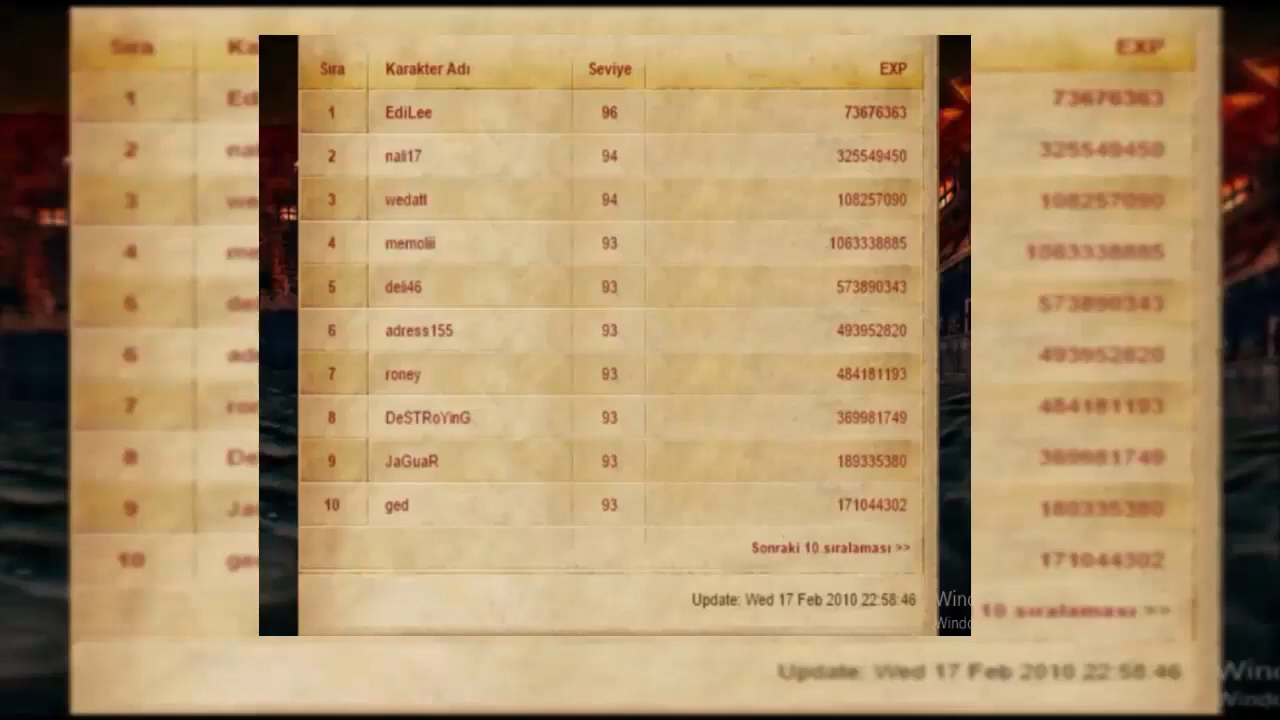 Sıra Karakter Adı Seviye EXP
1 EdiLee 96 73676363
2 nali17 94 325549450
3 wedatt 94 108257090
4 memoliii 93 1063338885
5 deli46 93 573890343
6 adress155 93 493952820
7 roney 93 484181193
8 DeSTRoYinG 93 369981749
9 JaGuaR 93 189335380
10 ged 93 171044302
Sonraki 10 sıralaması >>
Update: Wed 17 Feb 2010 22:58:46